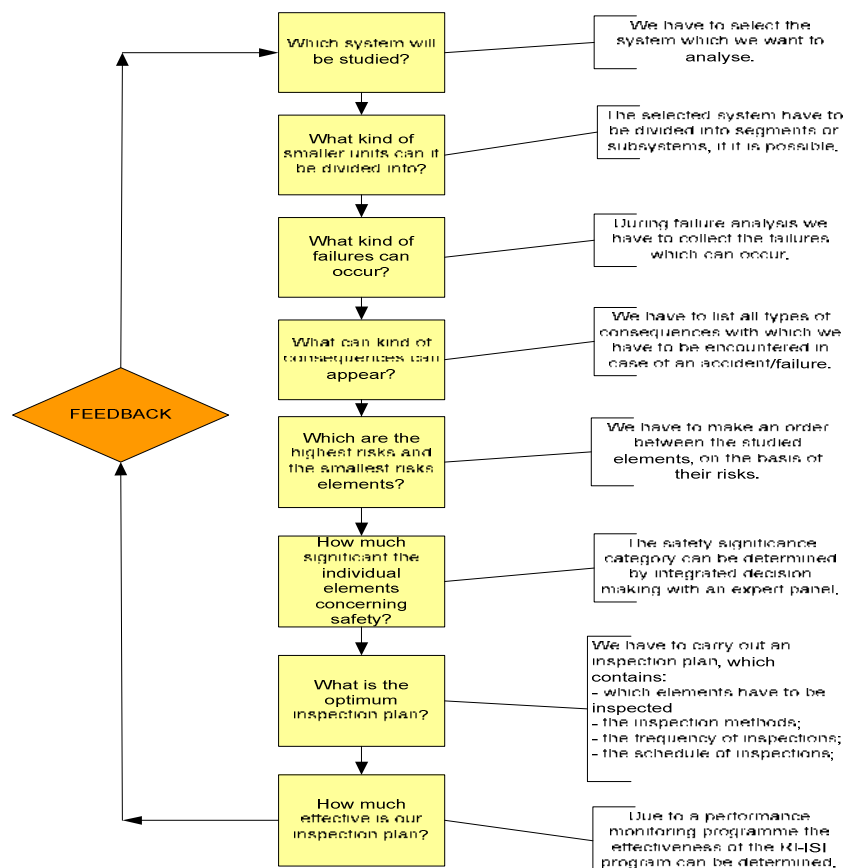 Which system will
be studied?
We have to select the
system which we want to
analyse.
What kind of
smaller units can it
be divided into?
The selected system have to
be divided into segments or
subsystems, if it is possible.
What kind of
failures can
occur?
During failure analysis we
have to collect the failures
which can occur.
What can kind of
consequences can
appear?
We have to list all types of
consequences with which we
have to be encountered in
case of an accident/failure.
FEEDBACK
Which are the
highest risks and
the smallest risks
elements?
We have to make an order
between the studied
elements, on the basis of
their risks.
How much
significant the
individual
elements
concerning
safety?
The safety significance
category can be determined
by integrated decision
making with an expert panel.
What is the
optimum
inspection plan?
We have to carry out an
inspection plan, which
contains:
- which elements have to be
inspected
- the inspection methods;
- the frequency of inspections;
- the schedule of inspections;
How much
effective is our
inspection plan?
Due to a performance
monitoring programme the
effectiveness of the RI-ISI
program can be determined.